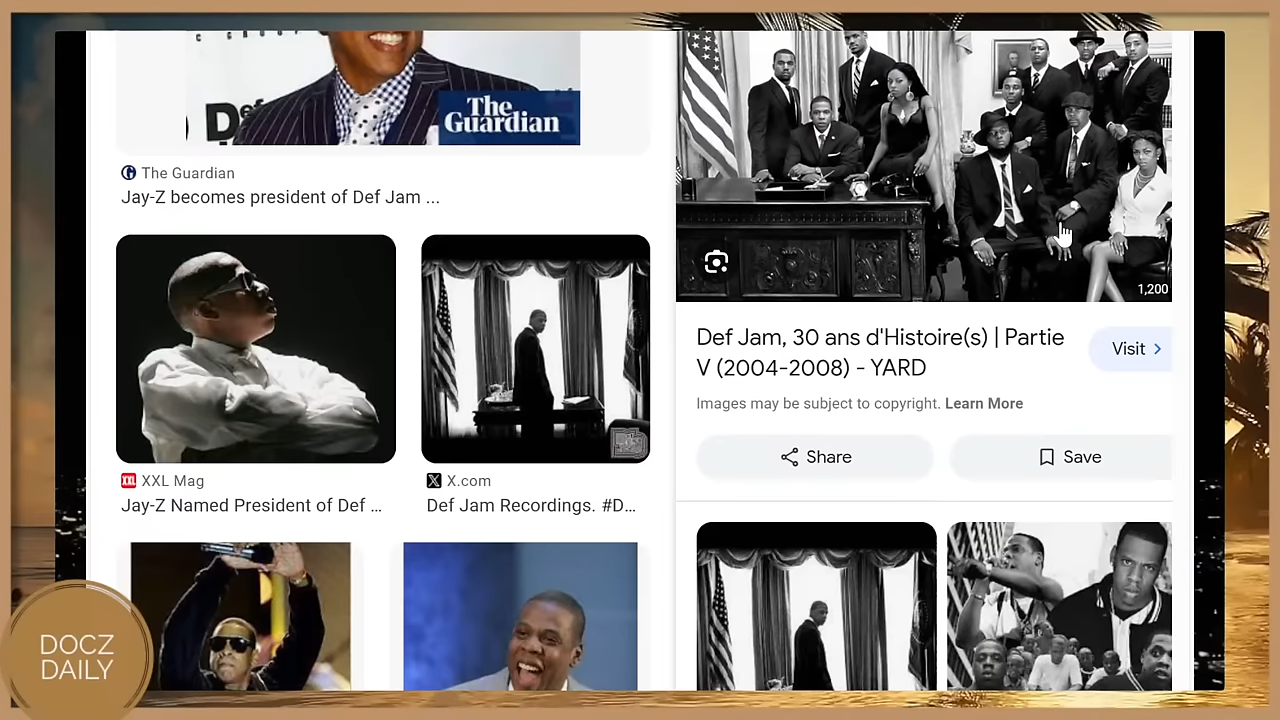 Def
The
Guardian
The Guardian
Jay-Z becomes president of Def Jam ...
XXL
XXL Mag
Jay-Z Named President of Def ...
X.com
Def Jam Recordings. #D...
1,200
Def Jam, 30 ans d'Histoire(s) | Partie
V (2004-2008) - YARD
Visit
Images may be subject to copyright. Learn More
Share
Save
DOCZ
DAILY